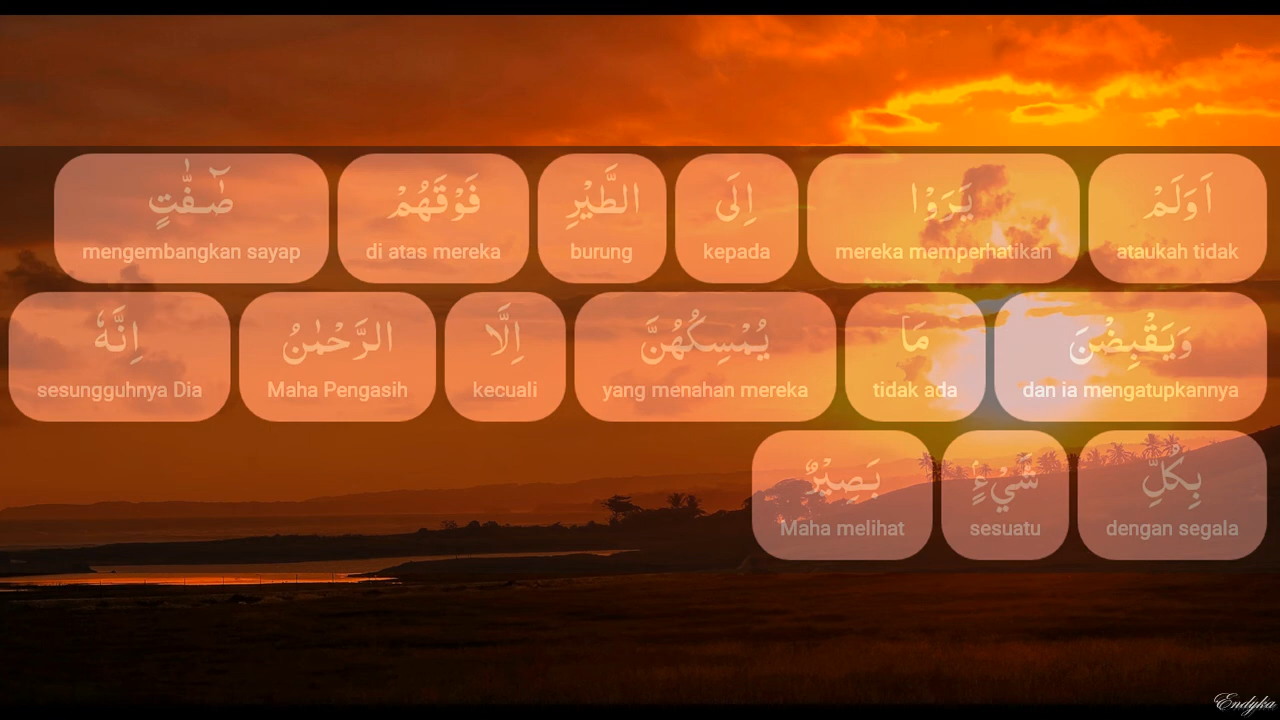 اَوَلَمْ يَرَوْا اِلَى الطَّيْرِ فَوْقَهُمْ صٰۤفّٰتٍ
ataukah tidak mereka memperhatikan kepada burung di atas mereka mengembangkan sayap
وَيَقْبِضْنَ مَا يُمْسِكُهُنَّ اِلَّا الرَّحْمٰنُ اِنَّهٗ
dan ia mengatupkannya tidak ada yang menahan mereka kecuali Maha Pengasih sesungguhnya Dia
بِكُلِّ شَيْءٍ بَصِيْرٌ
dengan segala sesuatu Maha melihat
Endyka